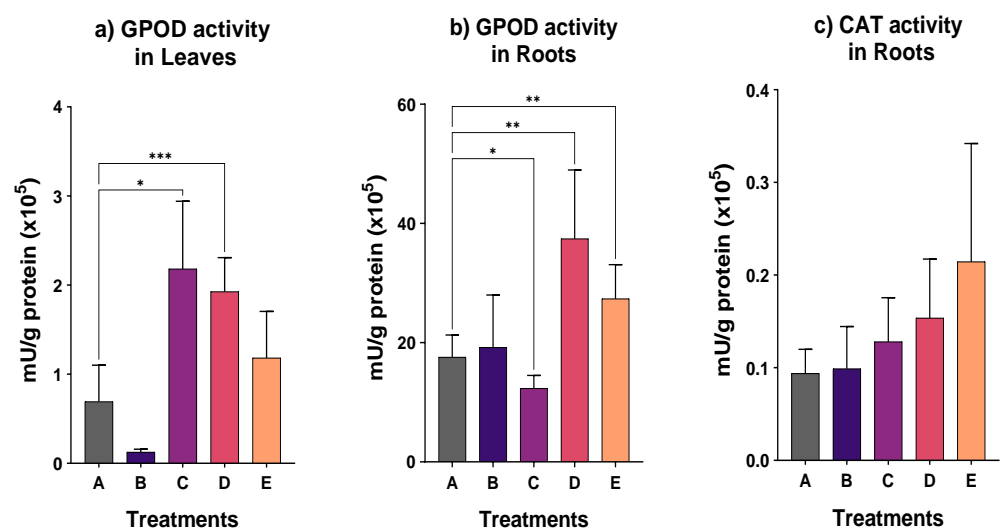 a) GPOD activity
in Leaves
mU/g protein (x10⁵)
4
3
2
1
0
***
*
A B C D E
Treatments
b) GPOD activity
in Roots
mU/g protein (x10⁵)
60
40
20
0
**
**
*
A B C D E
Treatments
c) CAT activity
in Roots
mU/g protein (x10⁵)
0.4
0.3
0.2
0.1
0.0
A B C D E
Treatments